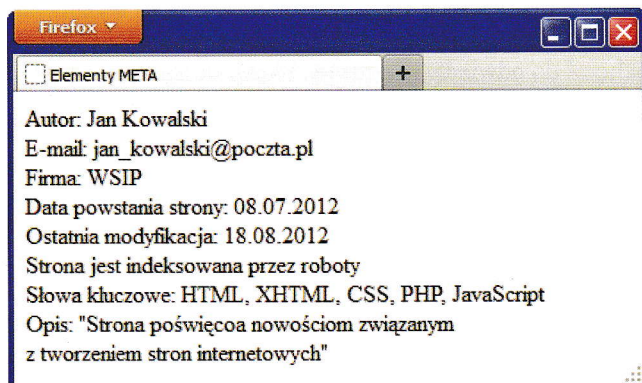 Firefox
Elementy META
Autor: Jan Kowalski
E-mail: jan_kowalski@poczta.pl
Firma: WSIP
Data powstania strony: 08.07.2012
Ostatnia modyfikacja: 18.08.2012
Strona jest indeksowana przez roboty
Słowa kluczowe: HTML, XHTML, CSS, PHP, JavaScript
Opis: "Strona poświęcoa nowościom związanym
z tworzeniem stron internetowych"